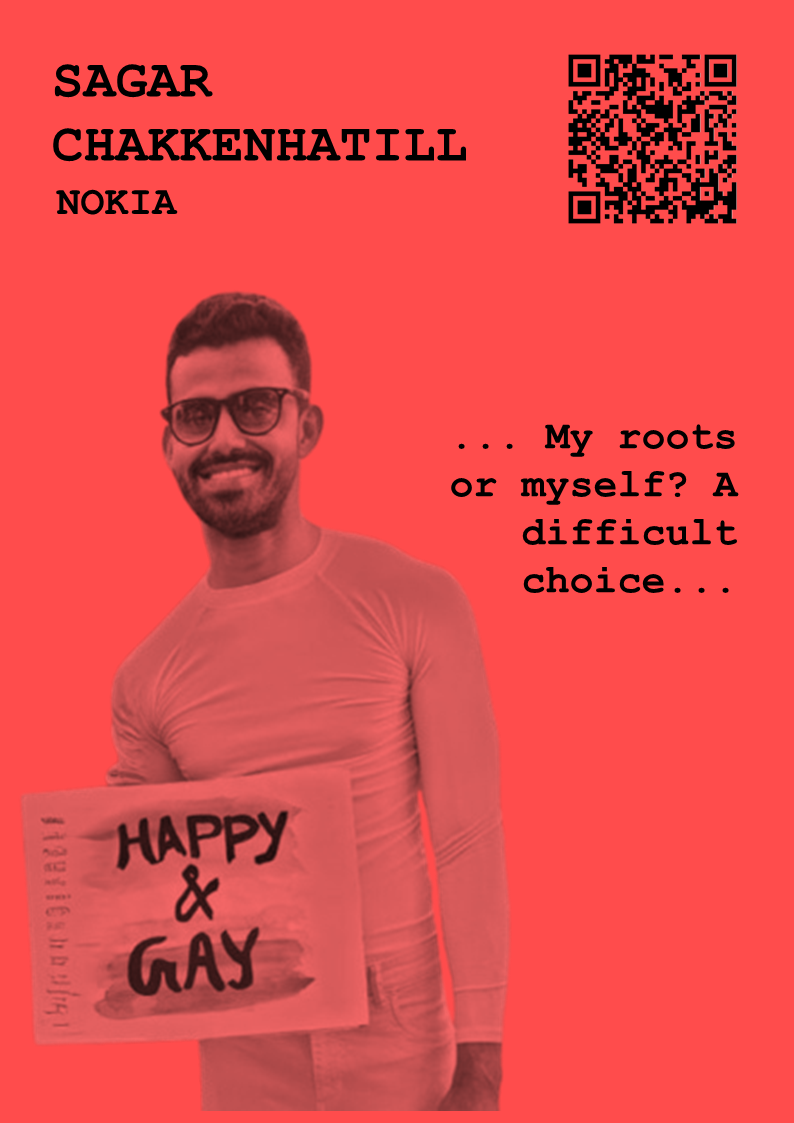 SAGAR
CHAKKENHATILL
NOKIA
... My roots
or myself? A
difficult
choice...
HAPPY
&
GAY